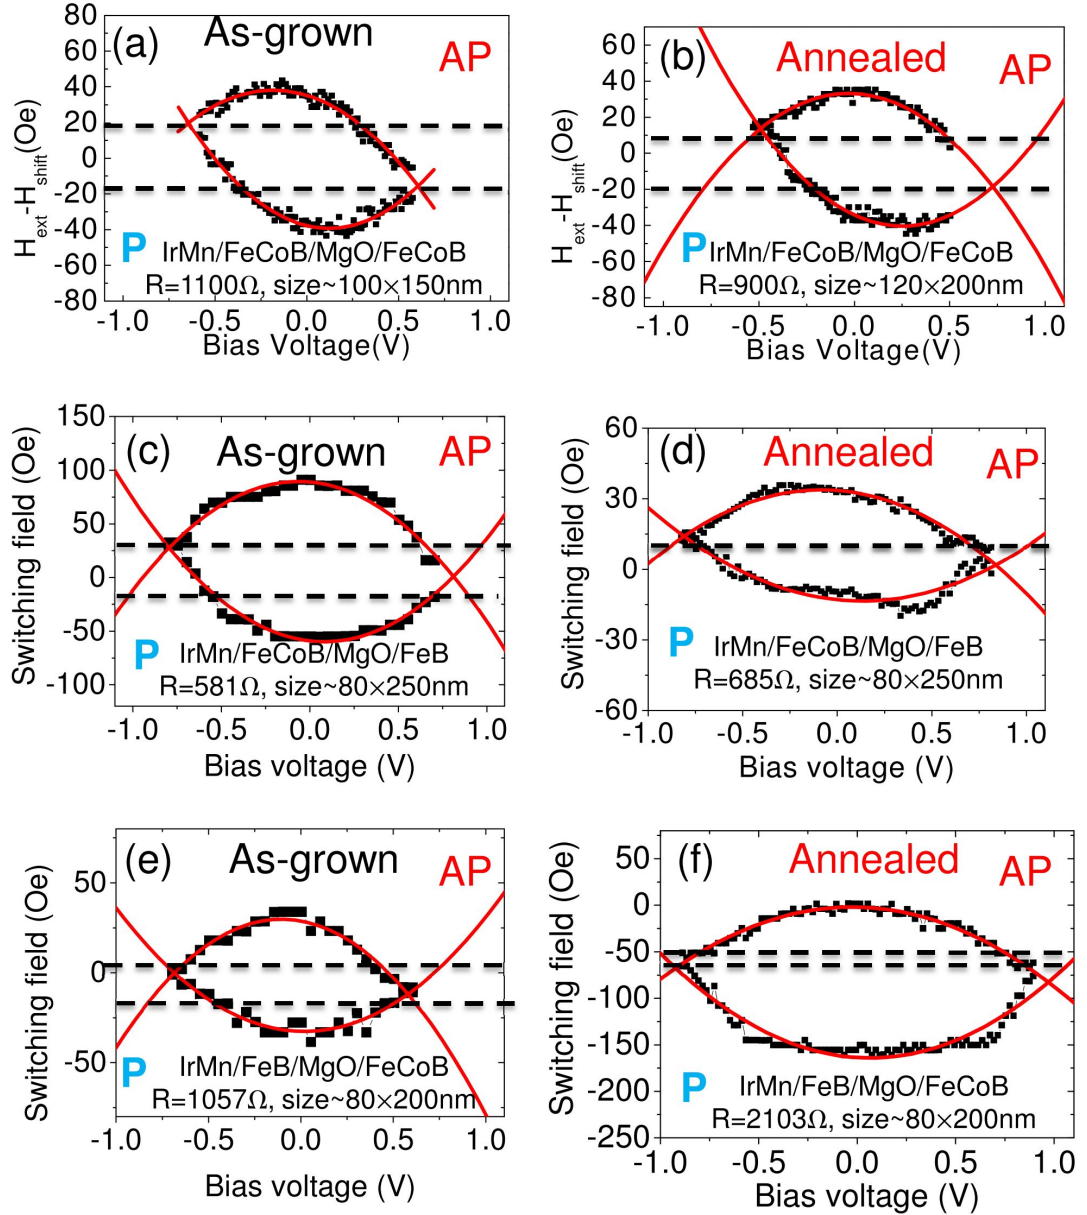 (a) As-grown AP
80
60
40
20
0
-20
-40
-60
-80
H_ext-H_shift(Oe)
P IrMn/FeCoB/MgO/FeCoB
R=1100Ω, size~100×150nm
-1.0 -0.5 0.0 0.5 1.0
Bias Voltage(V)
(b) Annealed AP
60
40
20
0
-20
-40
-60
-80
H_ext-H_shift(Oe)
P IrMn/FeCoB/MgO/FeCoB
R=900Ω, size~120×200nm
-1.0 -0.5 0.0 0.5 1.0
Bias Voltage(V)
(c) As-grown AP
150
100
50
0
-50
-100
Switching field (Oe)
P IrMn/FeCoB/MgO/FeB
R=581Ω, size~80×250nm
-1.0 -0.5 0.0 0.5 1.0
Bias voltage (V)
(d) Annealed AP
60
30
0
-30
-60
Switching field (Oe)
P IrMn/FeCoB/MgO/FeB
R=685Ω, size~80×250nm
-1.0 -0.5 0.0 0.5 1.0
Bias voltage (V)
(e) As-grown AP
50
0
-50
Switching field (Oe)
P IrMn/FeB/MgO/FeCoB
R=1057Ω, size~80×200nm
-1.0 -0.5 0.0 0.5 1.0
Bias voltage (V)
(f) Annealed AP
50
0
-50
-100
-150
-200
-250
Switching field (Oe)
P IrMn/FeB/MgO/FeCoB
R=2103Ω, size~80×200nm
-1.0 -0.5 0.0 0.5 1.0
Bias voltage (V)